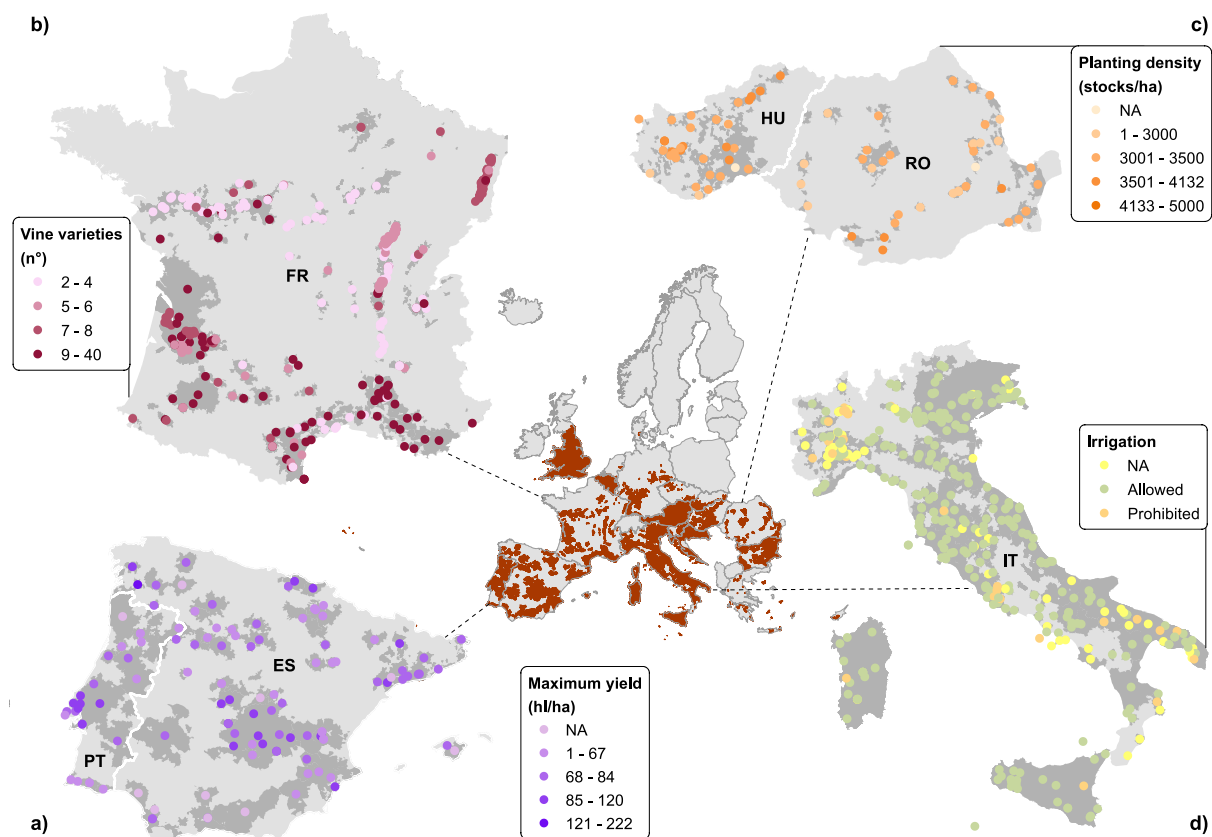 b)
c)
Planting density
(stocks/ha)
NA
1 - 3000
3001 - 3500
3501 - 4132
4133 - 5000
HU
RO
Vine varieties
(n°)
2 - 4
5 - 6
7 - 8
9 - 40
FR
Irrigation
NA
Allowed
Prohibited
IT
ES
PT
Maximum yield
(hl/ha)
NA
1 - 67
68 - 84
85 - 120
121 - 222
a)
d)